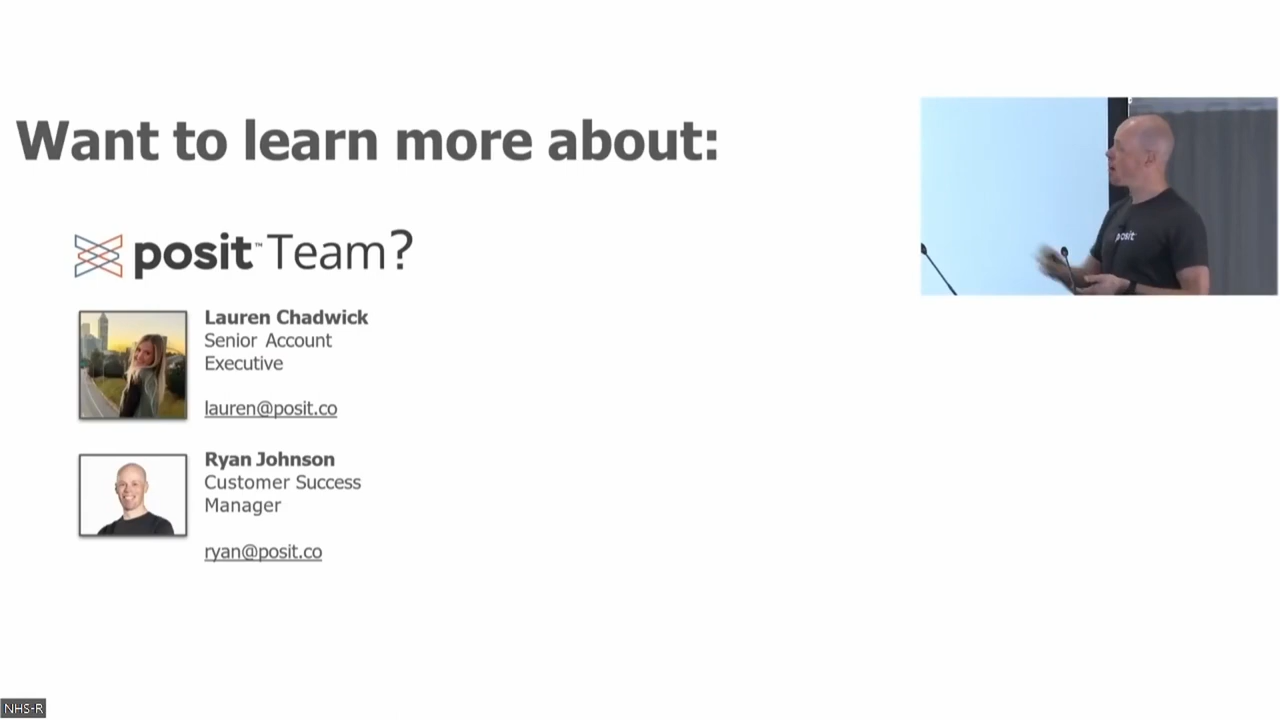 Want to learn more about:
posit™ Team?
Lauren Chadwick
Senior Account
Executive
lauren@posit.co
Ryan Johnson
Customer Success
Manager
ryan@posit.co
posit
NHS-R